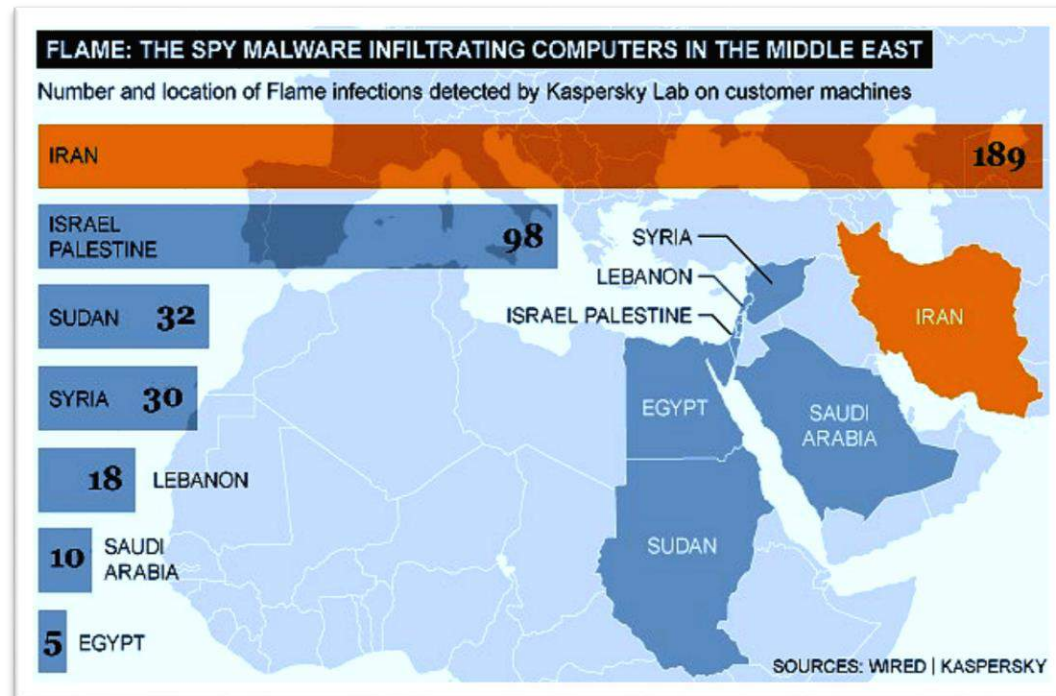 FLAME: THE SPY MALWARE INFILTRATING COMPUTERS IN THE MIDDLE EAST
Number and location of Flame infections detected by Kaspersky Lab on customer machines
IRAN 189
ISRAEL
PALESTINE 98
SUDAN 32
SYRIA 30
18 LEBANON
10 SAUDI
ARABIA
5 EGYPT
SYRIA
LEBANON
ISRAEL PALESTINE
IRAN
EGYPT
SAUDI
ARABIA
SUDAN
SOURCES: WIRED | KASPERSKY